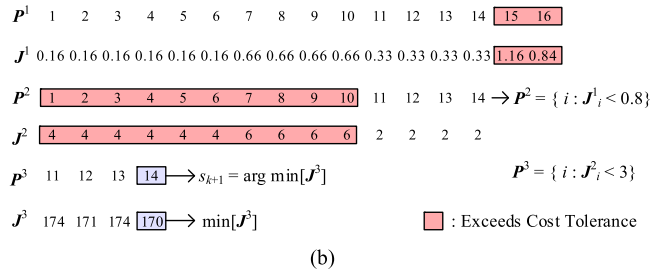 P¹ 1 2 3 4 5 6 7 8 9 10 11 12 13 14 15 16
J¹ 0.16 0.16 0.16 0.16 0.16 0.16 0.66 0.66 0.66 0.66 0.33 0.33 0.33 0.33 1.16 0.84
P² 1 2 3 4 5 6 7 8 9 10 11 12 13 14 → P² = { i : J¹ᵢ < 0.8}
J² 4 4 4 4 4 4 6 6 6 6 2 2 2 2
P³ 11 12 13 14 → sₖ₊₁ = arg min[J³] P³ = { i : J²ᵢ < 3}
J³ 174 171 174 170 → min[J³] : Exceeds Cost Tolerance
(b)